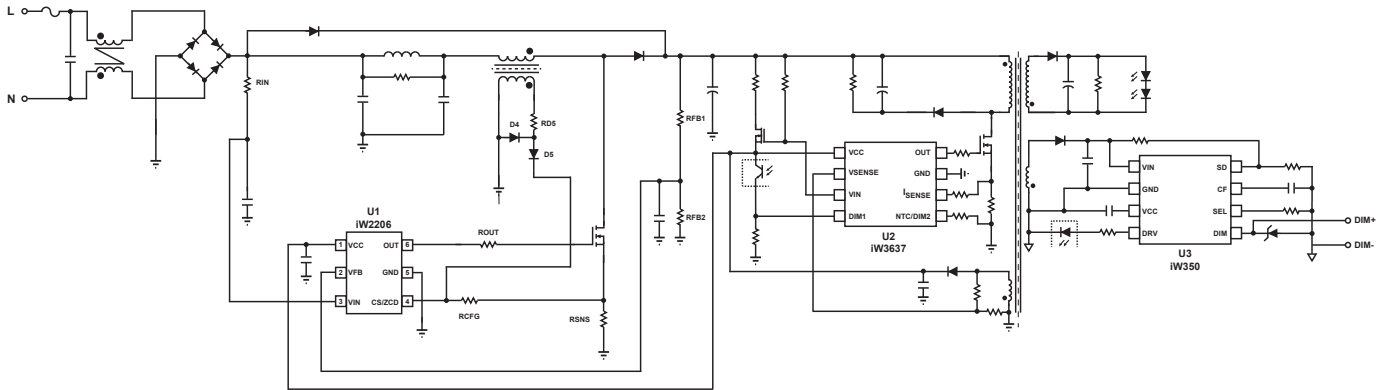 L
N
RIN
D4
RD5
D5
RFB1
RFB2
U1
iW2206
1 VCC
OUT 6
2 VFB
GND 5
3 VIN
CS/ZCD 4
ROUT
RCFG
RSNS
VCC
OUT
VSENSE
GND
VIN
ISENSE
DIM1
NTC/DIM2
U2
iW3637
VIN
SD
GND
CF
VCC
SEL
DRV
DIM
U3
iW350
DIM+
DIM-